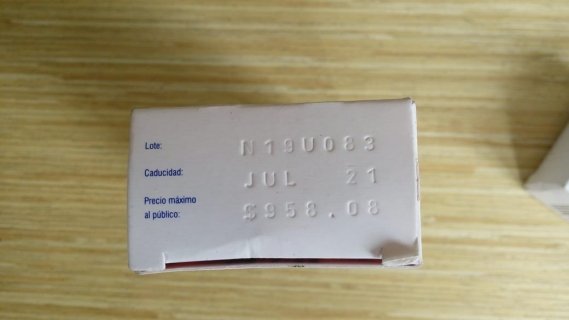 Lote: N19U083
Caducidad: JUL 21
Precio máximo
al público: $958.08